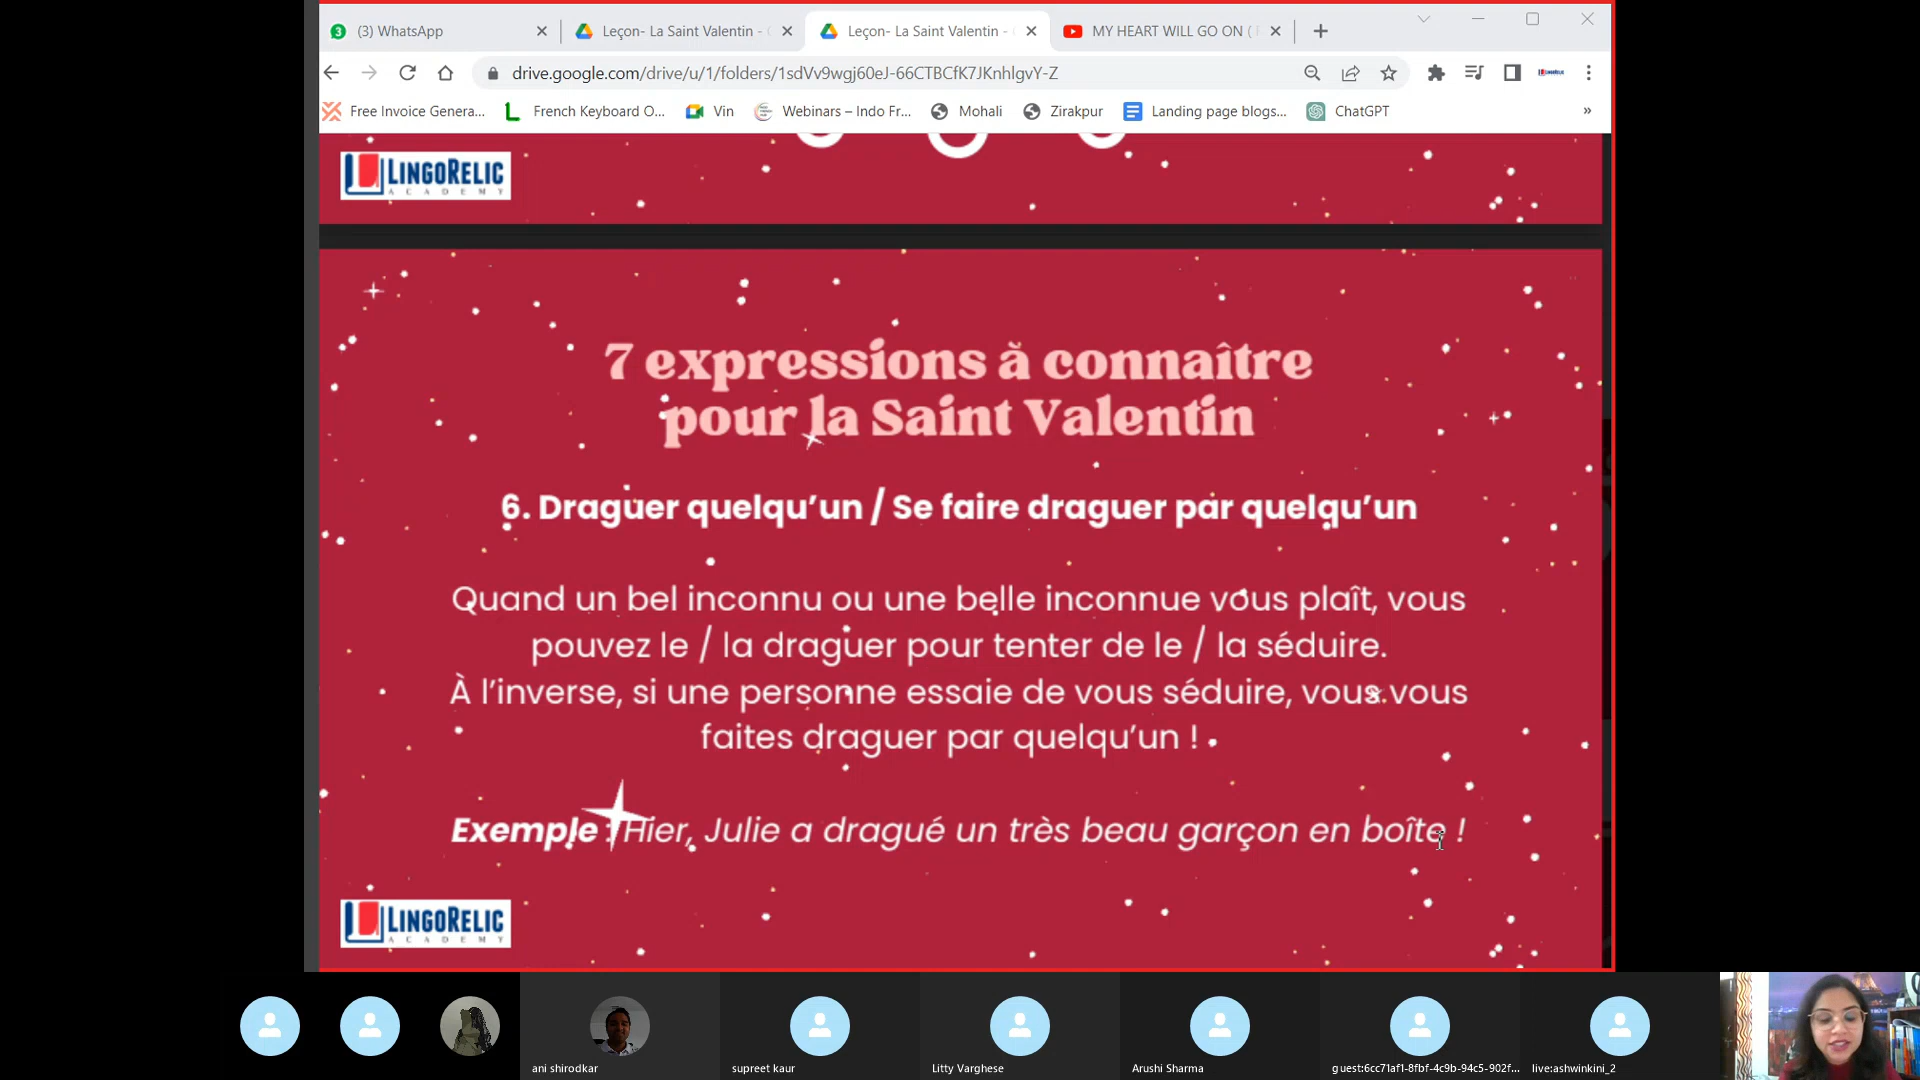 3
(3) WhatsApp
Leçon- La Saint Valentin -
Leçon- La Saint Valentin -
MY HEART WILL GO ON (
drive.google.com/drive/u/1/folders/1sdVv9wgj60eJ-66CTBCfK7JKnhlgvY-Z
Free Invoice Genera...
French Keyboard O...
Vin
Webinars – Indo Fr...
Mohali
Zirakpur
Landing page blogs...
ChatGPT
»
LINGORELIC
ACADEMY
7 expressions à connaître
pour la Saint Valentin
6. Draguer quelqu’un / Se faire draguer par quelqu’un
Quand un bel inconnu ou une belle inconnue vous plaît, vous
pouvez le / la draguer pour tenter de le / la séduire.
À l’inverse, si une personne essaie de vous séduire, vous vous
faites draguer par quelqu’un !
Exemple : Hier, Julie a dragué un très beau garçon en boîte !
LINGORELIC
ACADEMY
ani shirodkar
supreet kaur
Litty Varghese
Arushi Sharma
guest:6cc71af1-8fbf-4c9b-94c5-902f...
live:ashwinkini_2